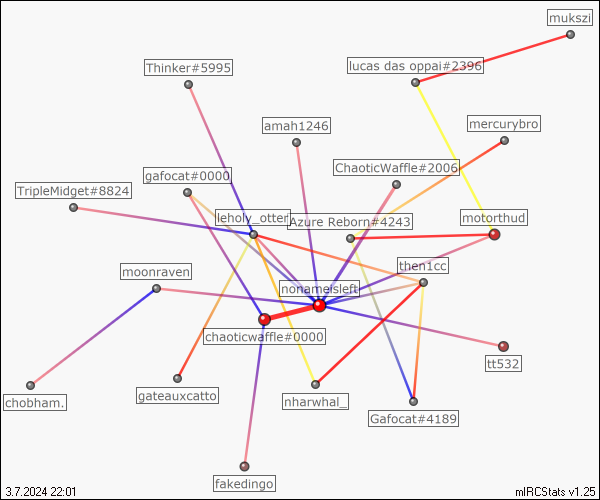 mukszi
Thinker#5995
lucas das oppai#2396
amah1246
mercurybro
gafocat#0000
ChaoticWaffle#2006
TripleMidget#8824
leholy_otter
Azure Reborn#4243
motorthud
moonraven
then1cc
nonameisleft
chaoticwaffle#0000
tt532
chobham.
gateauxcatto
nharwhal_
Gafocat#4189
fakedingo
3.7.2024 22:01
mIRCStats v1.25